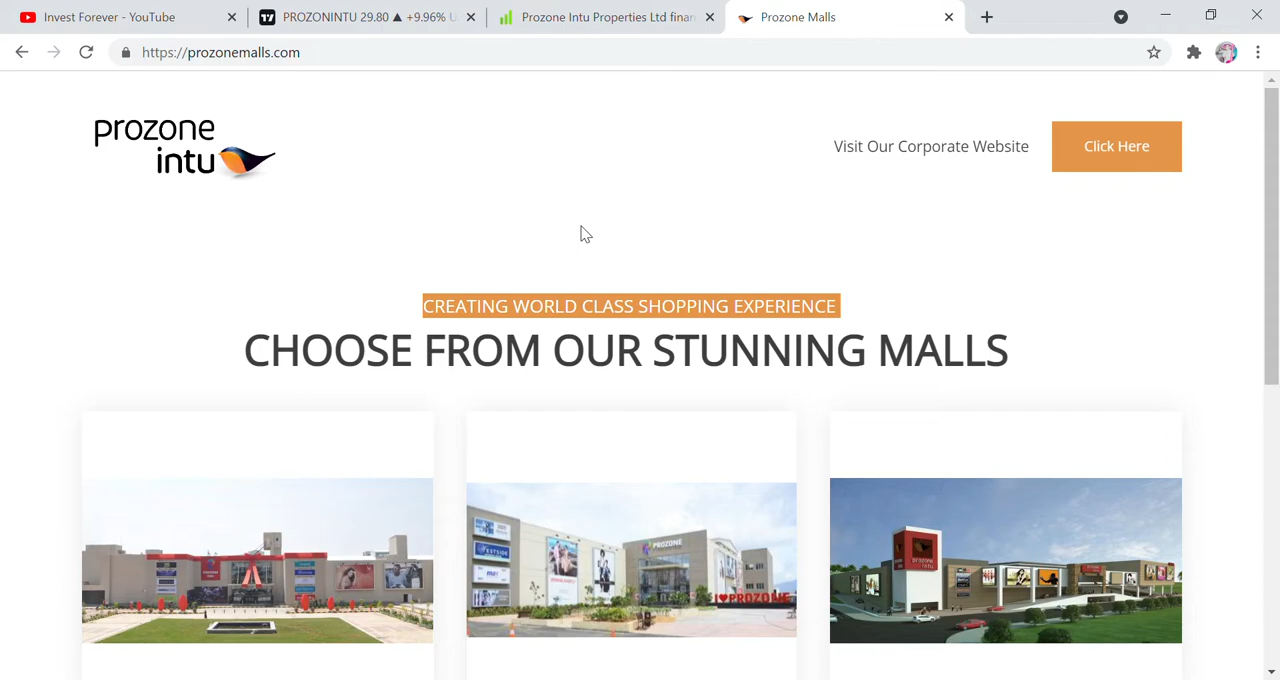 Invest Forever - YouTube
PROZONINTU 29.80 ▲ +9.96% U
Prozone Intu Properties Ltd finan
Prozone Malls
https://prozonemalls.com
prozone
intu
Visit Our Corporate Website
Click Here
CREATING WORLD CLASS SHOPPING EXPERIENCE
CHOOSE FROM OUR STUNNING MALLS
PROZONE
I♥PROZONE